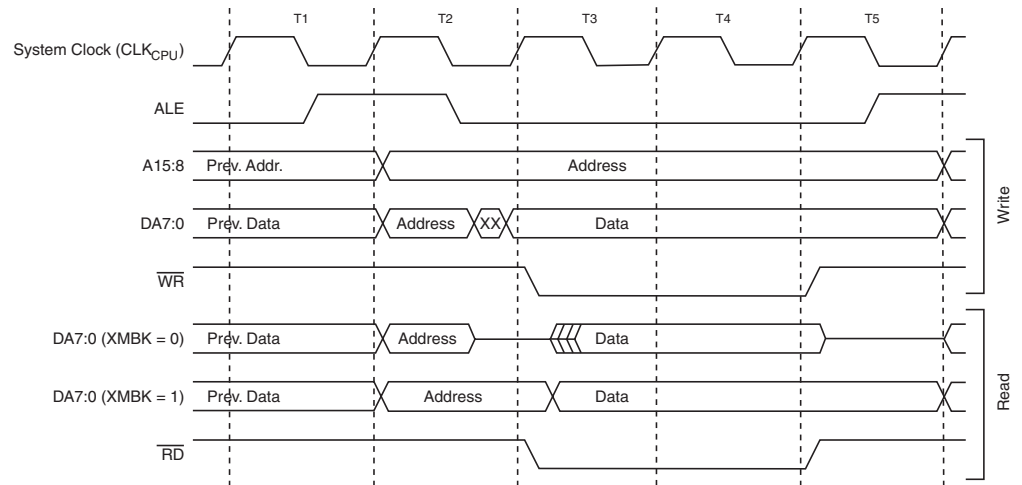 T1 T2 T3 T4 T5
System Clock (CLKCPU)
ALE
A15:8 Prev. Addr. Address
DA7:0 Prev. Data Address XX Data
WR
Write
DA7:0 (XMBK = 0) Prev. Data Address Data
DA7:0 (XMBK = 1) Prev. Data Address Data
RD
Read